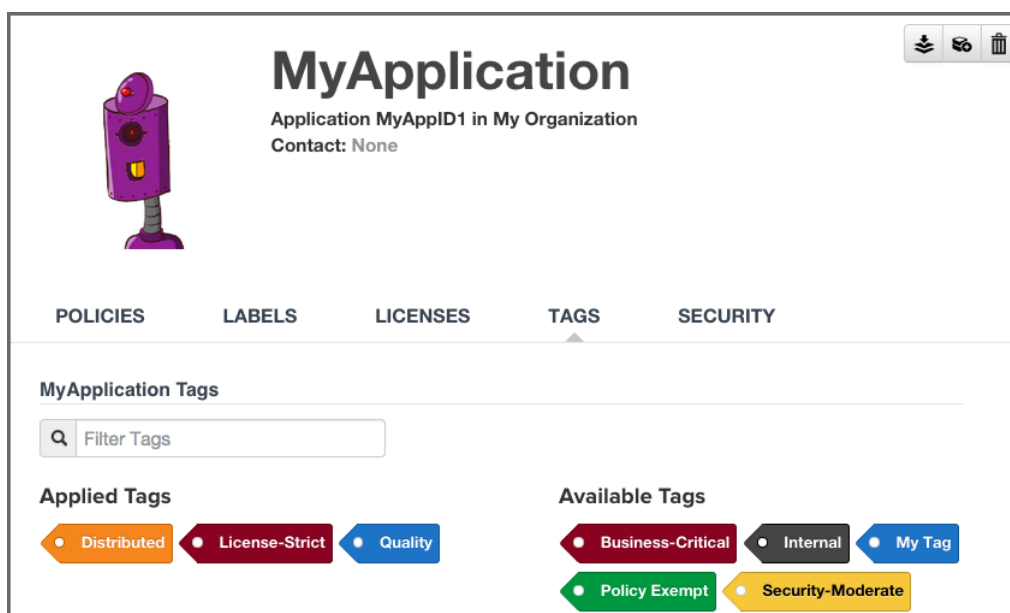 MyApplication
Application MyAppID1 in My Organization
Contact: None
POLICIES LABELS LICENSES TAGS SECURITY
MyApplication Tags
Filter Tags
Applied Tags Available Tags
Distributed License-Strict Quality Business-Critical Internal My Tag
Policy Exempt Security-Moderate